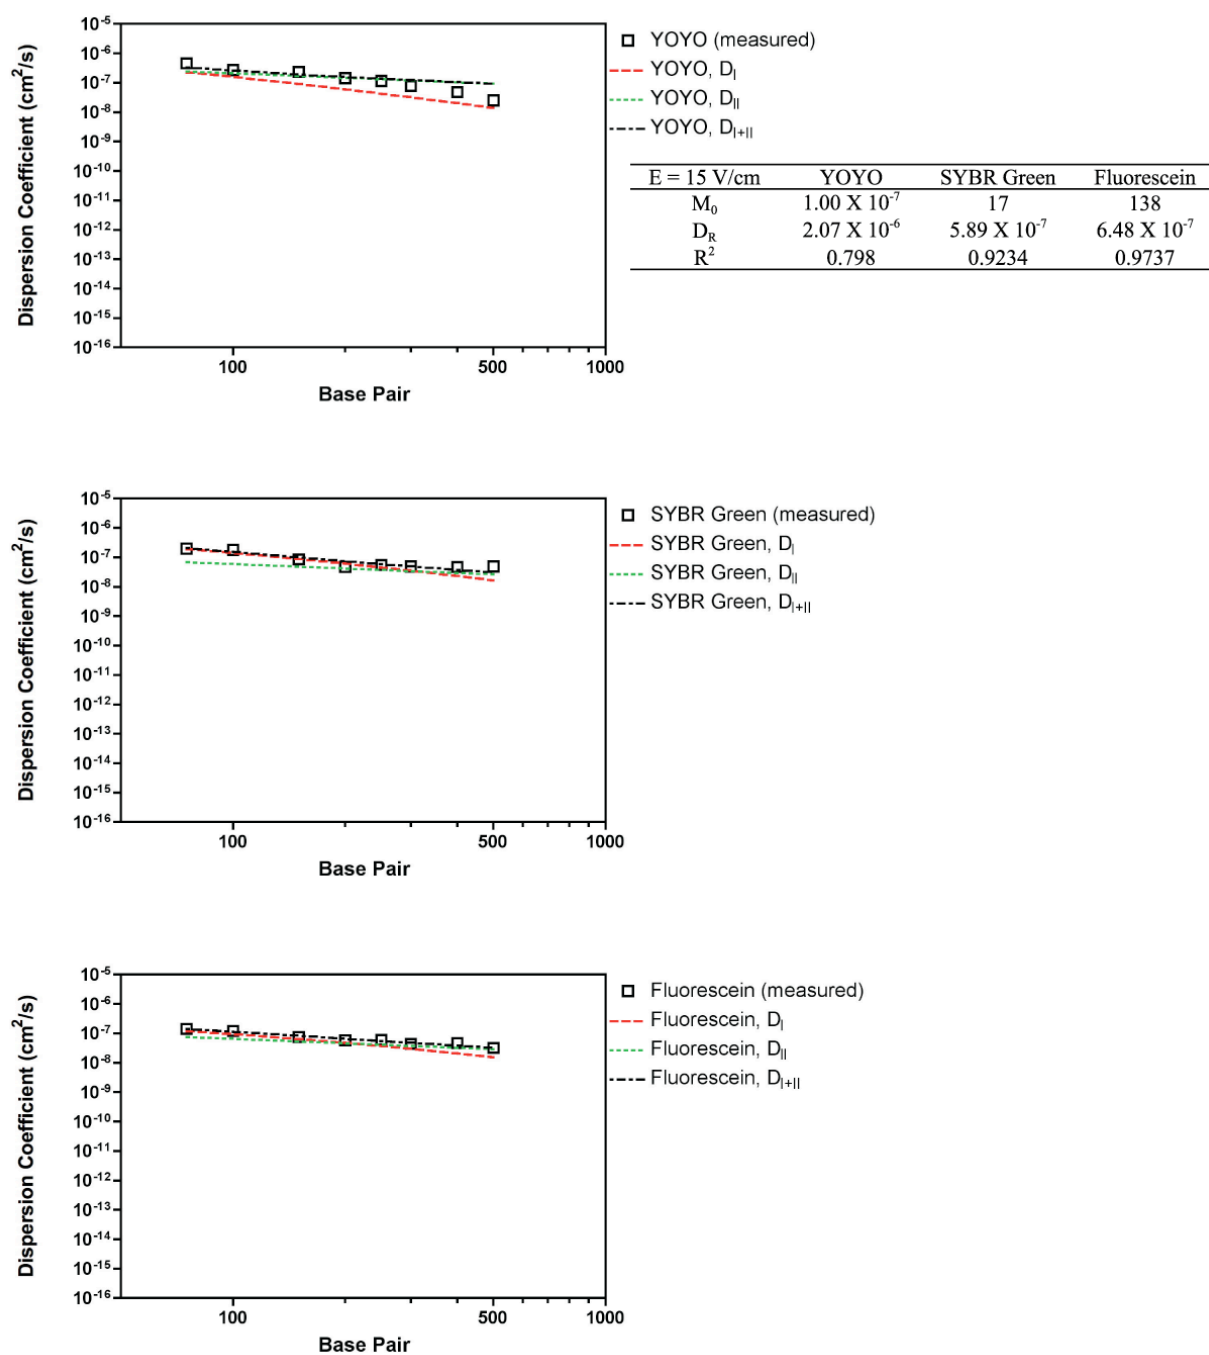 Dispersion Coefficient (cm²/s)
10⁻⁵
10⁻⁶
10⁻⁷
10⁻⁸
10⁻⁹
10⁻¹⁰
10⁻¹¹
10⁻¹²
10⁻¹³
10⁻¹⁴
10⁻¹⁵
10⁻¹⁶
100 500 1000
Base Pair
YOYO (measured)
YOYO, D_I
YOYO, D_II
YOYO, D_I+II
E = 15 V/cm YOYO SYBR Green Fluorescein
M₀ 1.00 X 10⁻⁷ 17 138
D_R 2.07 X 10⁻⁶ 5.89 X 10⁻⁷ 6.48 X 10⁻⁷
R² 0.798 0.9234 0.9737
Dispersion Coefficient (cm²/s)
10⁻⁵
10⁻⁶
10⁻⁷
10⁻⁸
10⁻⁹
10⁻¹⁰
10⁻¹¹
10⁻¹²
10⁻¹³
10⁻¹⁴
10⁻¹⁵
10⁻¹⁶
100 500 1000
Base Pair
SYBR Green (measured)
SYBR Green, D_I
SYBR Green, D_II
SYBR Green, D_I+II
Dispersion Coefficient (cm²/s)
10⁻⁵
10⁻⁶
10⁻⁷
10⁻⁸
10⁻⁹
10⁻¹⁰
10⁻¹¹
10⁻¹²
10⁻¹³
10⁻¹⁴
10⁻¹⁵
10⁻¹⁶
100 500 1000
Base Pair
Fluorescein (measured)
Fluorescein, D_I
Fluorescein, D_II
Fluorescein, D_I+II